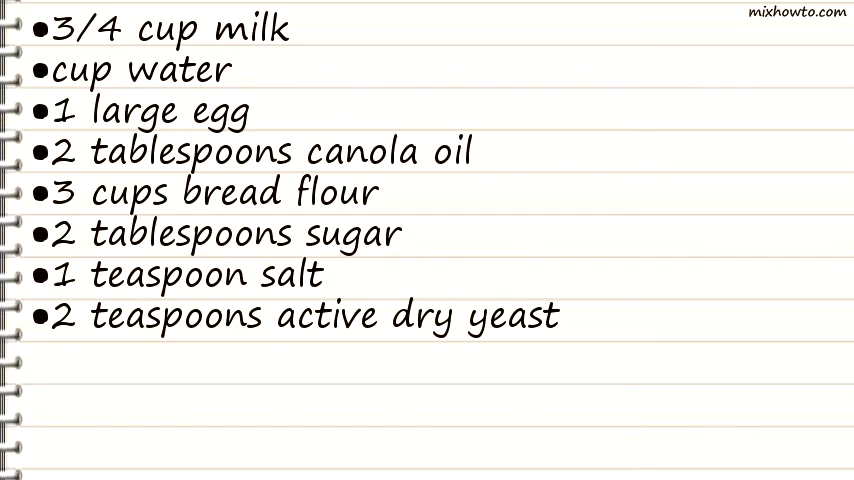 mixhowto.com
•3/4 cup milk
•cup water
•1 large egg
•2 tablespoons canola oil
•3 cups bread flour
•2 tablespoons sugar
•1 teaspoon salt
•2 teaspoons active dry yeast